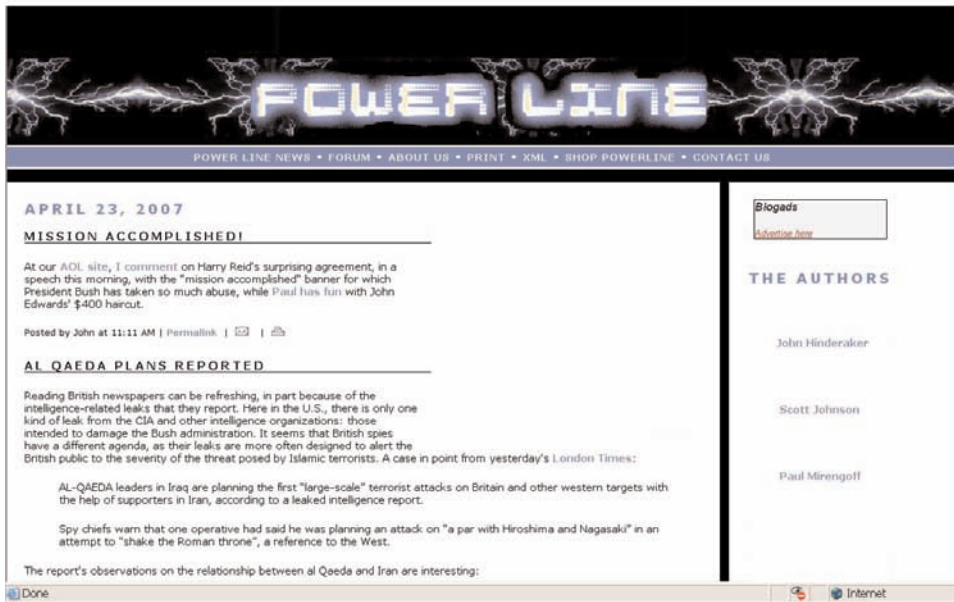 POWER LINE
POWER LINE NEWS • FORUM • ABOUT US • PRINT • XML • SHOP POWERLINE • CONTACT US
APRIL 23, 2007
MISSION ACCOMPLISHED!
At our AOL site, I comment on Harry Reid's surprising agreement, in a
speech this morning, with the "mission accomplished" banner for which
President Bush has taken so much abuse, while Paul has fun with John
Edwards' $400 haircut.
Posted by John at 11:11 AM | Permalink | |
AL QAEDA PLANS REPORTED
Reading British newspapers can be refreshing, in part because of the
intelligence-related leaks that they report. Here in the U.S., there is only one
kind of leak from the CIA and other intelligence organizations: those
intended to damage the Bush administration. It seems that British spies
have a different agenda, as their leaks are more often designed to alert the
British public to the severity of the threat posed by Islamic terrorists. A case in point from yesterday's London Times:
AL-QAEDA leaders in Iraq are planning the first "large-scale" terrorist attacks on Britain and other western targets with
the help of supporters in Iran, according to a leaked intelligence report.
Spy chiefs warn that one operative had said he was planning an attack on "a par with Hiroshima and Nagasaki" in an
attempt to "shake the Roman throne", a reference to the West.
The report's observations on the relationship between al Qaeda and Iran are interesting:
Blogads
Advertise here
THE AUTHORS
John Hinderaker
Scott Johnson
Paul Mirengoff
Done
Internet